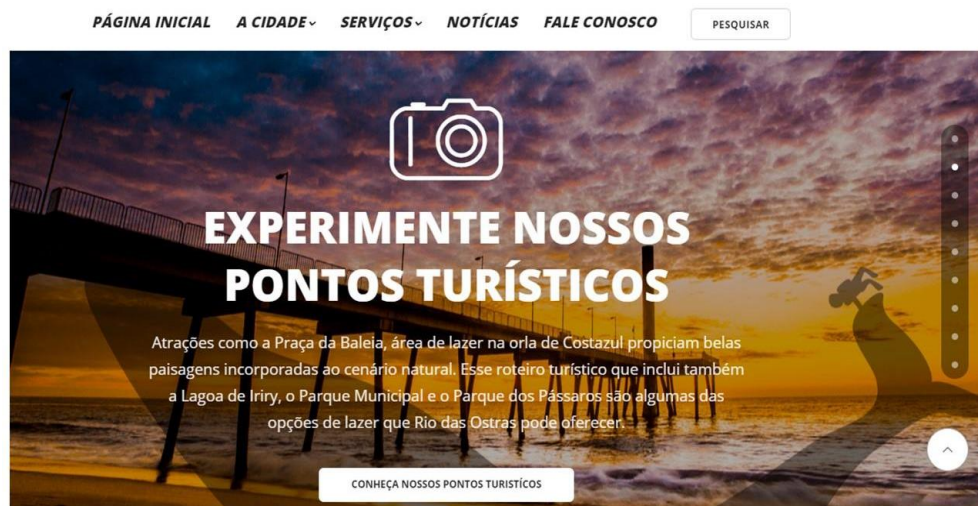 PÁGINA INICIAL A CIDADE SERVIÇOS NOTÍCIAS FALE CONOSCO PESQUISAR
EXPERIMENTE NOSSOS
PONTOS TURÍSTICOS
Atrações como a Praça da Baleia, área de lazer na orla de Costazul propiciam belas
paisagens incorporadas ao cenário natural. Esse roteiro turístico que inclui também
a Lagoa de Iriry, o Parque Municipal e o Parque dos Pássaros são algumas das
opções de lazer que Rio das Ostras pode oferecer.
CONHEÇA NOSSOS PONTOS TURISTÍCOS